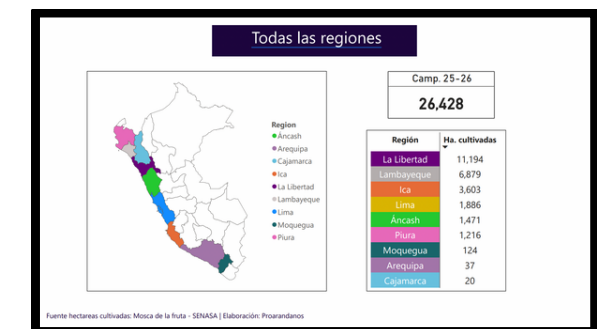 Todas las regiones
Camp. 25-26
26,428
Region
Áncash
Arequipa
Cajamarca
Ica
La Libertad
Lambayeque
Lima
Moquegua
Piura
Región Ha. cultivadas
La Libertad 11,194
Lambayeque 6,879
Ica 3,603
Lima 1,886
Áncash 1,471
Piura 1,216
Moquegua 124
Arequipa 37
Cajamarca 20
Fuente hectareas cultivadas: Mosca de la fruta - SENASA | Elaboración: Proarandanos